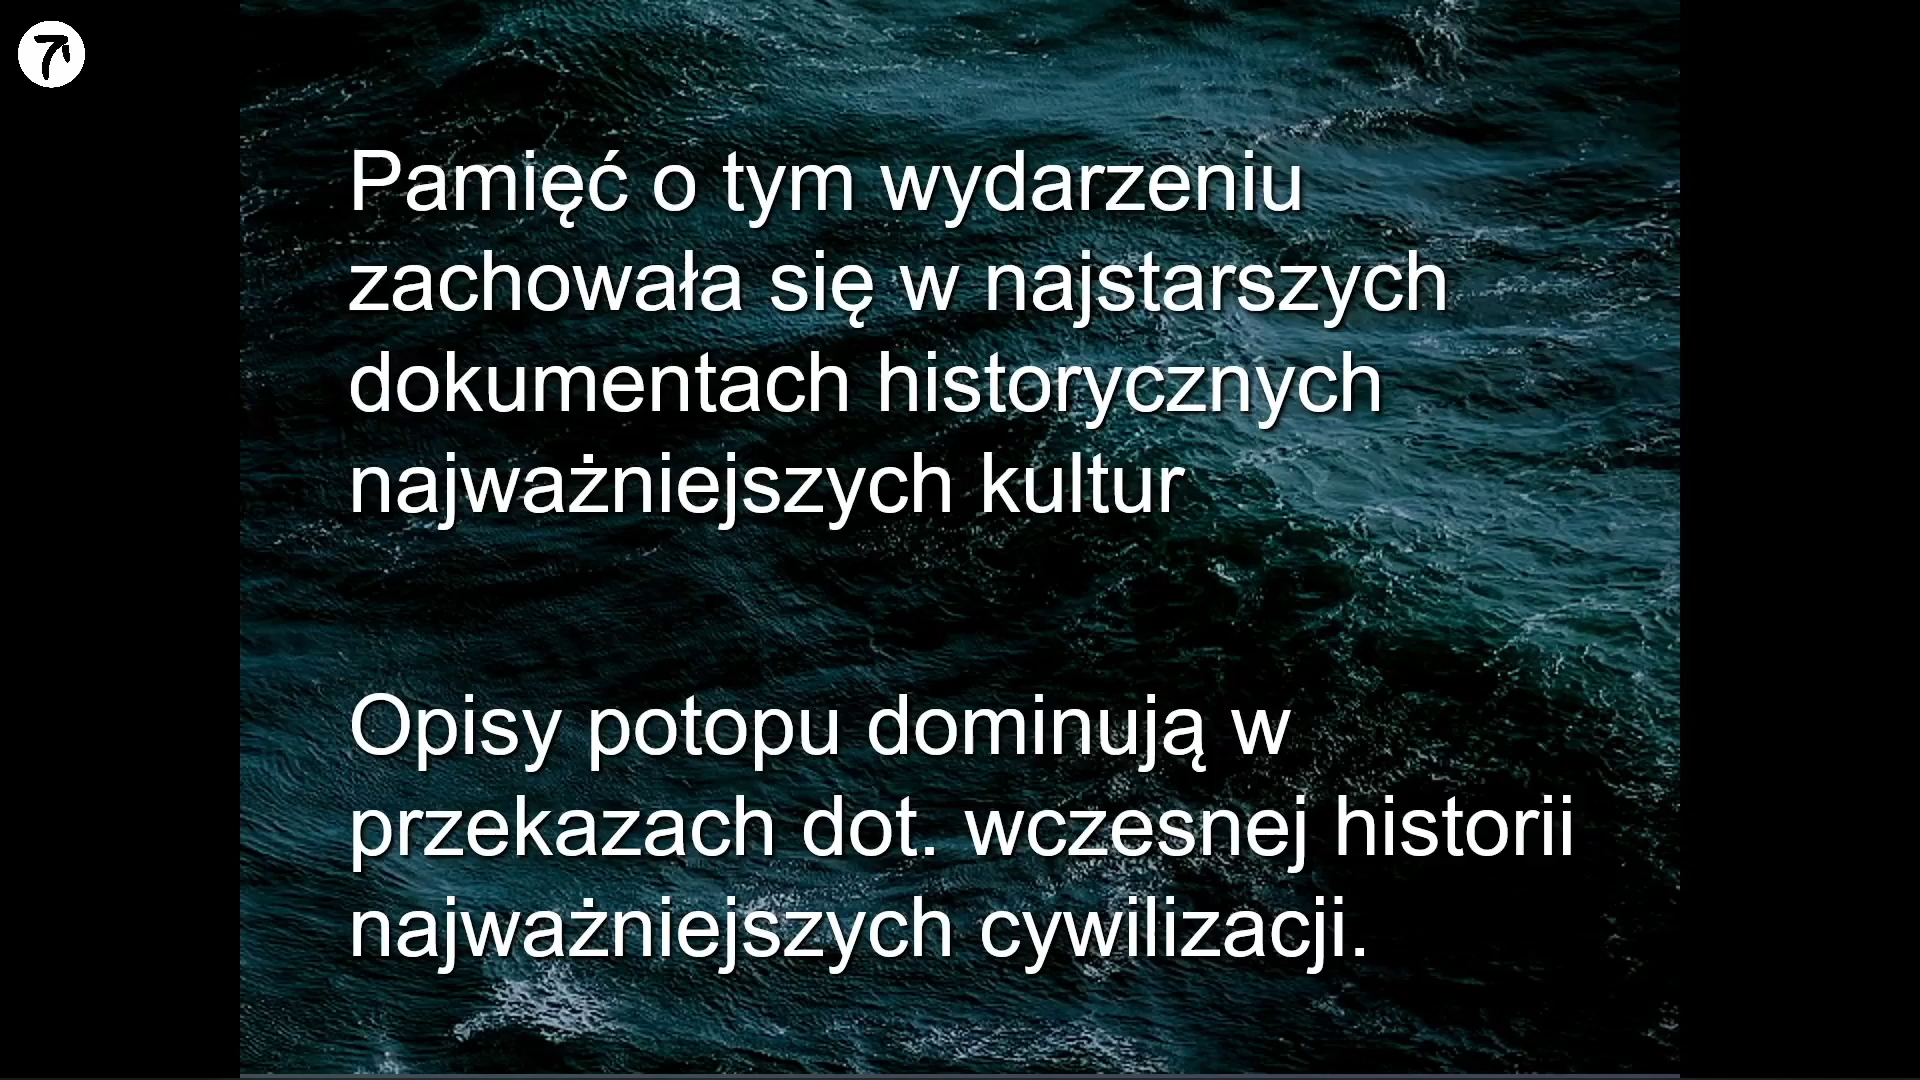 Pamięć o tym wydarzeniu
zachowała się w najstarszych
dokumentach historycznych
najważniejszych kultur
Opisy potopu dominują w
przekazach dot. wczesnej historii
najważniejszych cywilizacji.